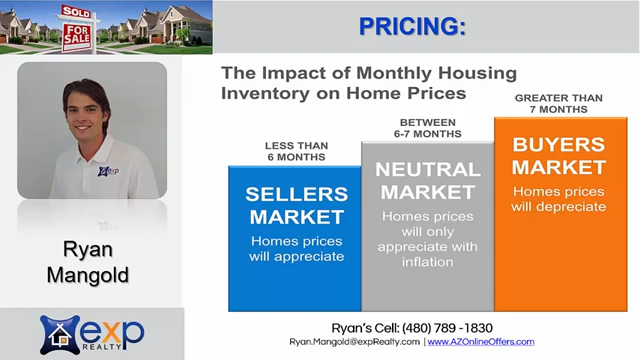 SOLD
FOR
SALE
PRICING:
The Impact of Monthly Housing
Inventory on Home Prices
LESS THAN
6 MONTHS
SELLERS
MARKET
Homes prices
will appreciate
BETWEEN
6-7 MONTHS
NEUTRAL
MARKET
Homes prices
will only
appreciate with
inflation
GREATER THAN
7 MONTHS
BUYERS
MARKET
Homes prices
will depreciate
exp
Ryan
Mangold
exp
REALTY
Ryan's Cell: (480) 789 -1830
Ryan.Mangold@expRealty.com | www.AZOnlineOffers.com